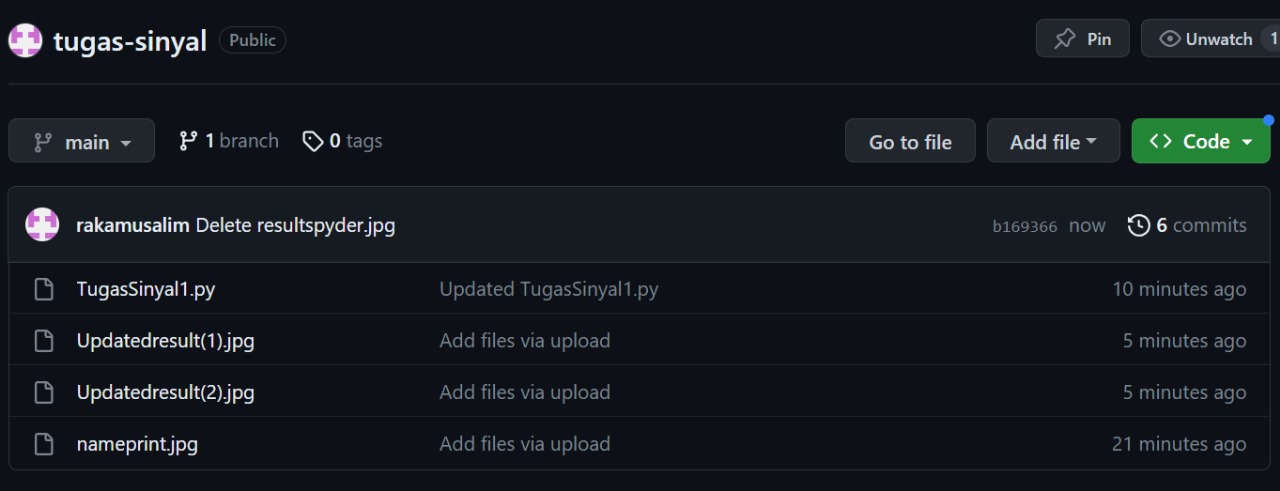 tugas-sinyal Public Pin Unwatch 1
main 1 branch 0 tags Go to file Add file Code
rakamusalim Delete resultspyder.jpg b169366 now 6 commits
TugasSinyal1.py Updated TugasSinyal1.py 10 minutes ago
Updatedresult(1).jpg Add files via upload 5 minutes ago
Updatedresult(2).jpg Add files via upload 5 minutes ago
nameprint.jpg Add files via upload 21 minutes ago